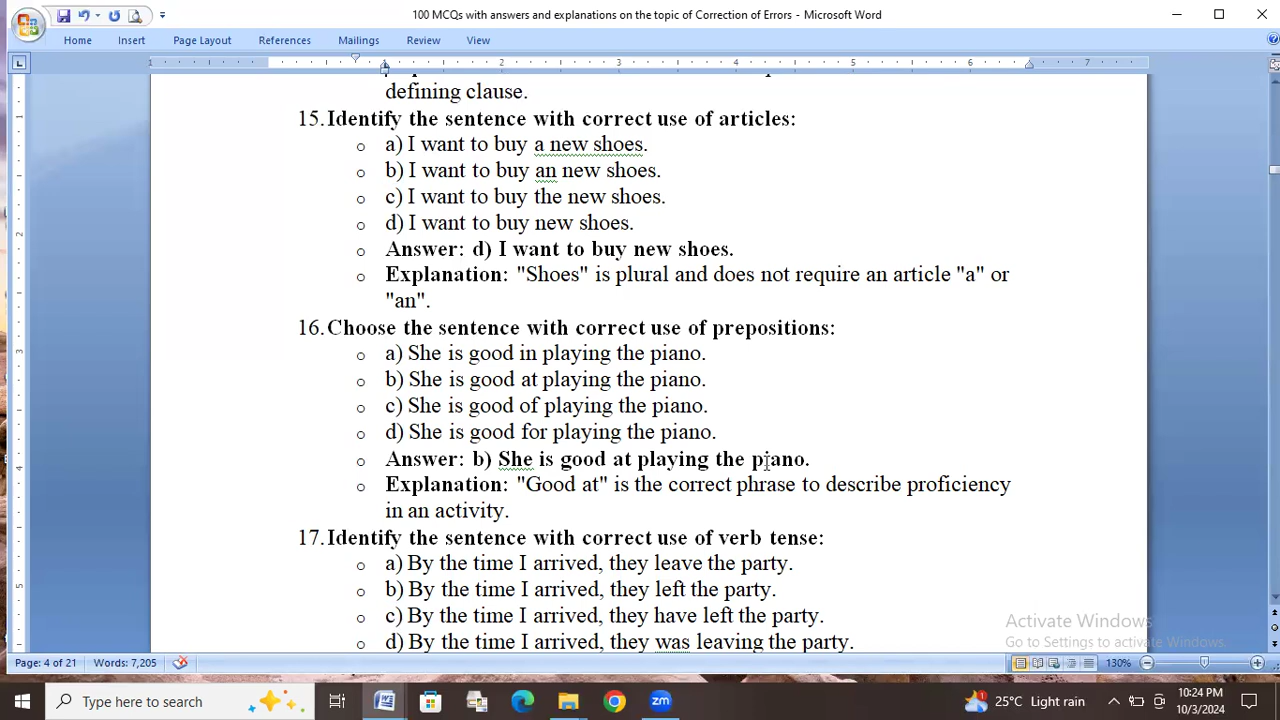 100 MCQs with answers and explanations on the topic of Correction of Errors - Microsoft Word
Home Insert Page Layout References Mailings Review View
1 1 2 3 4 5 6 7
defining clause.
15. Identify the sentence with correct use of articles:
a) I want to buy a new shoes.
b) I want to buy an new shoes.
c) I want to buy the new shoes.
d) I want to buy new shoes.
Answer: d) I want to buy new shoes.
Explanation: "Shoes" is plural and does not require an article "a" or
"an".
16. Choose the sentence with correct use of prepositions:
a) She is good in playing the piano.
b) She is good at playing the piano.
c) She is good of playing the piano.
d) She is good for playing the piano.
Answer: b) She is good at playing the piano.
Explanation: "Good at" is the correct phrase to describe proficiency
in an activity.
17. Identify the sentence with correct use of verb tense:
a) By the time I arrived, they leave the party.
b) By the time I arrived, they left the party.
c) By the time I arrived, they have left the party.
d) By the time I arrived, they was leaving the party.
Activate Windows
Go to Settings to activate Windows.
Page: 4 of 21 Words: 7,205 130%
Type here to search zm 1 25°C Light rain 10:24 PM
10/3/2024